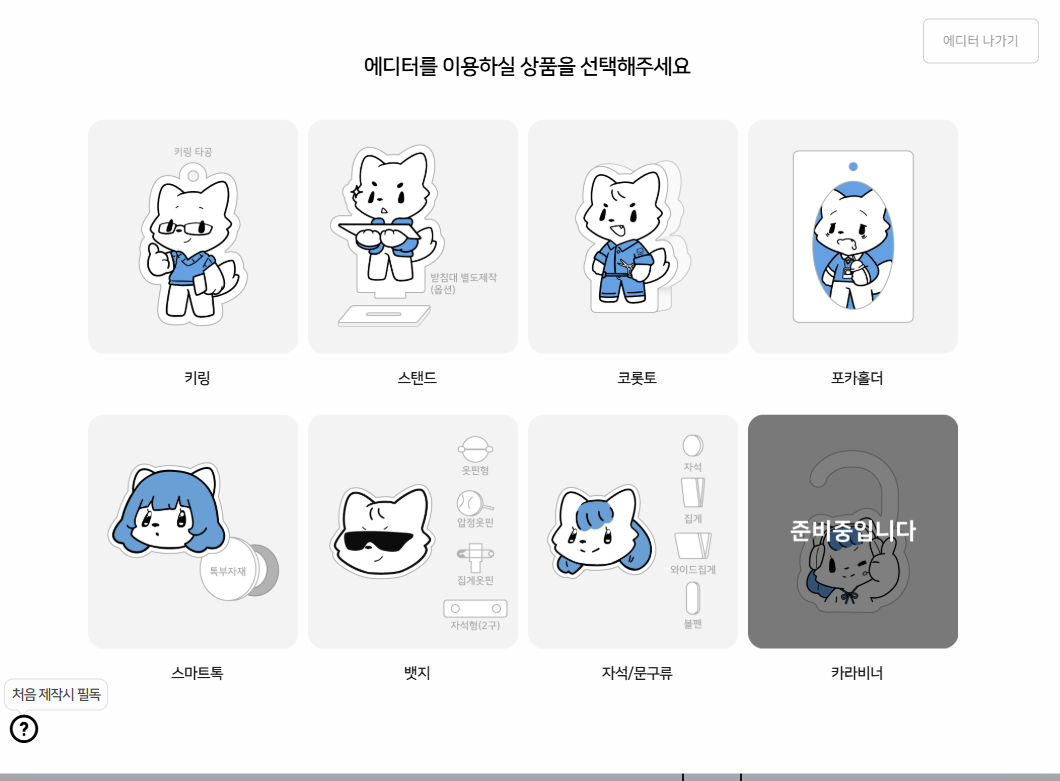 에디터 나가기
에디터를 이용하실 상품을 선택해주세요
키링 타공
받침대 별도제작
(옵션)
키링
스탠드
코롯토
포카홀더
톡부자재
옷핀형
압정옷핀
집게옷핀
자석형(2구)
자석
집게
와이드집게
볼펜
준비중입니다
스마트톡
뱃지
자석/문구류
카라비너
처음 제작시 필독
?